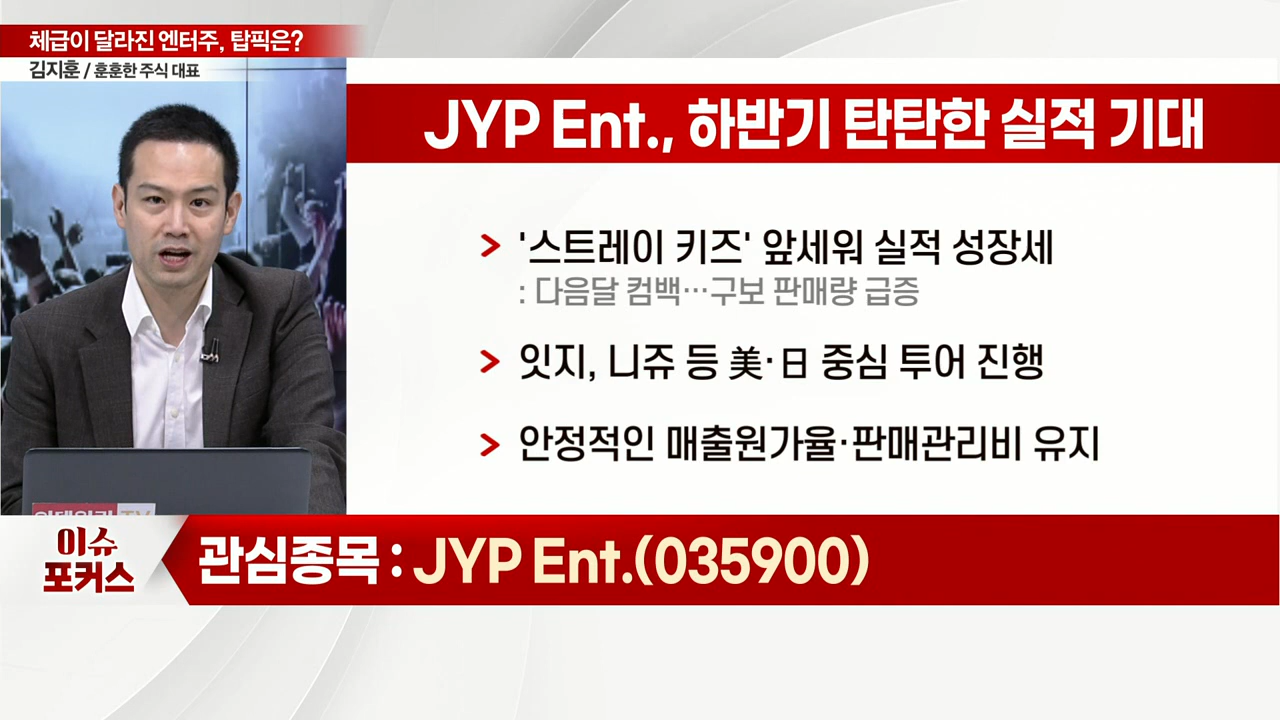 체급이 달라진 엔터주, 탑픽은?
김지훈 / 훈훈한 주식 대표
JYP Ent., 하반기 탄탄한 실적 기대
'스트레이 키즈' 앞세워 실적 성장세
: 다음달 컴백…구보 판매량 급증
잇지, 니쥬 등 美·日 중심 투어 진행
안정적인 매출원가율·판매관리비 유지
이슈
포커스
관심종목 : JYP Ent.(035900)